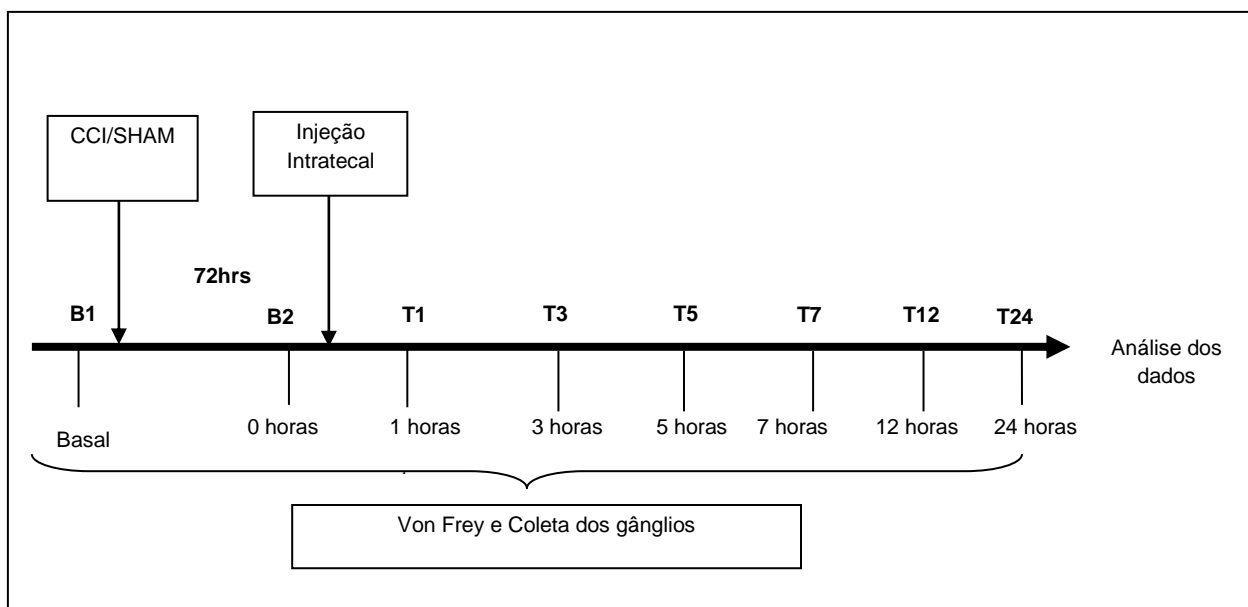 CCI/SHAM
Injeção
Intratecal
72hrs
B1
B2
T1
T3
T5
T7
T12
T24
Análise dos
dados
Basal
0 horas
1 horas
3 horas
5 horas
7 horas
12 horas
24 horas
Von Frey e Coleta dos gânglios